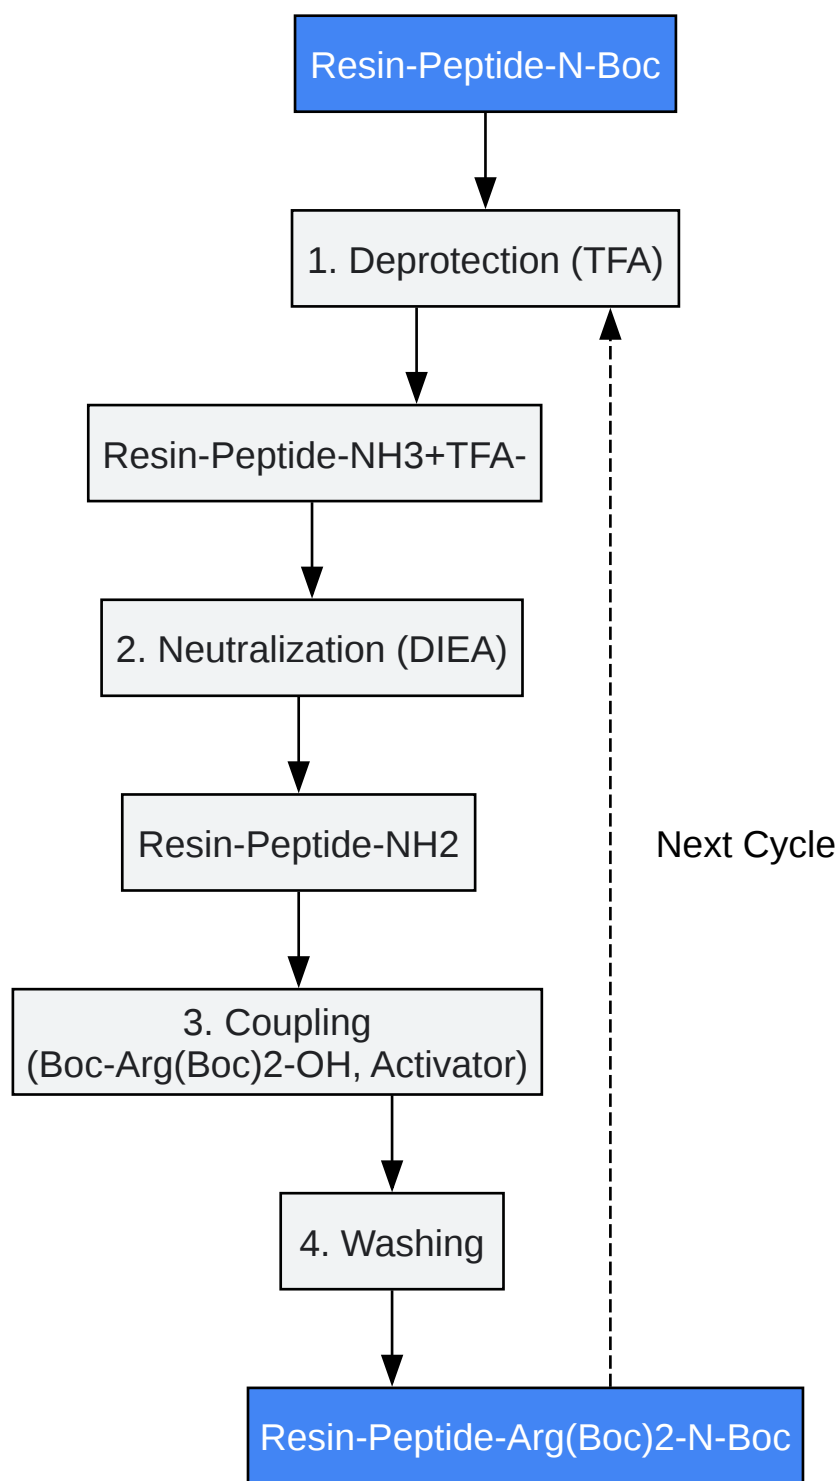 Resin-Peptide-N-Boc
1. Deprotection (TFA)
Resin-Peptide-NH3+TFA-
2. Neutralization (DIEA)
Resin-Peptide-NH2
Next Cycle
3. Coupling
(Boc-Arg(Boc)2-OH, Activator)
4. Washing
Resin-Peptide-Arg(Boc)2-N-Boc